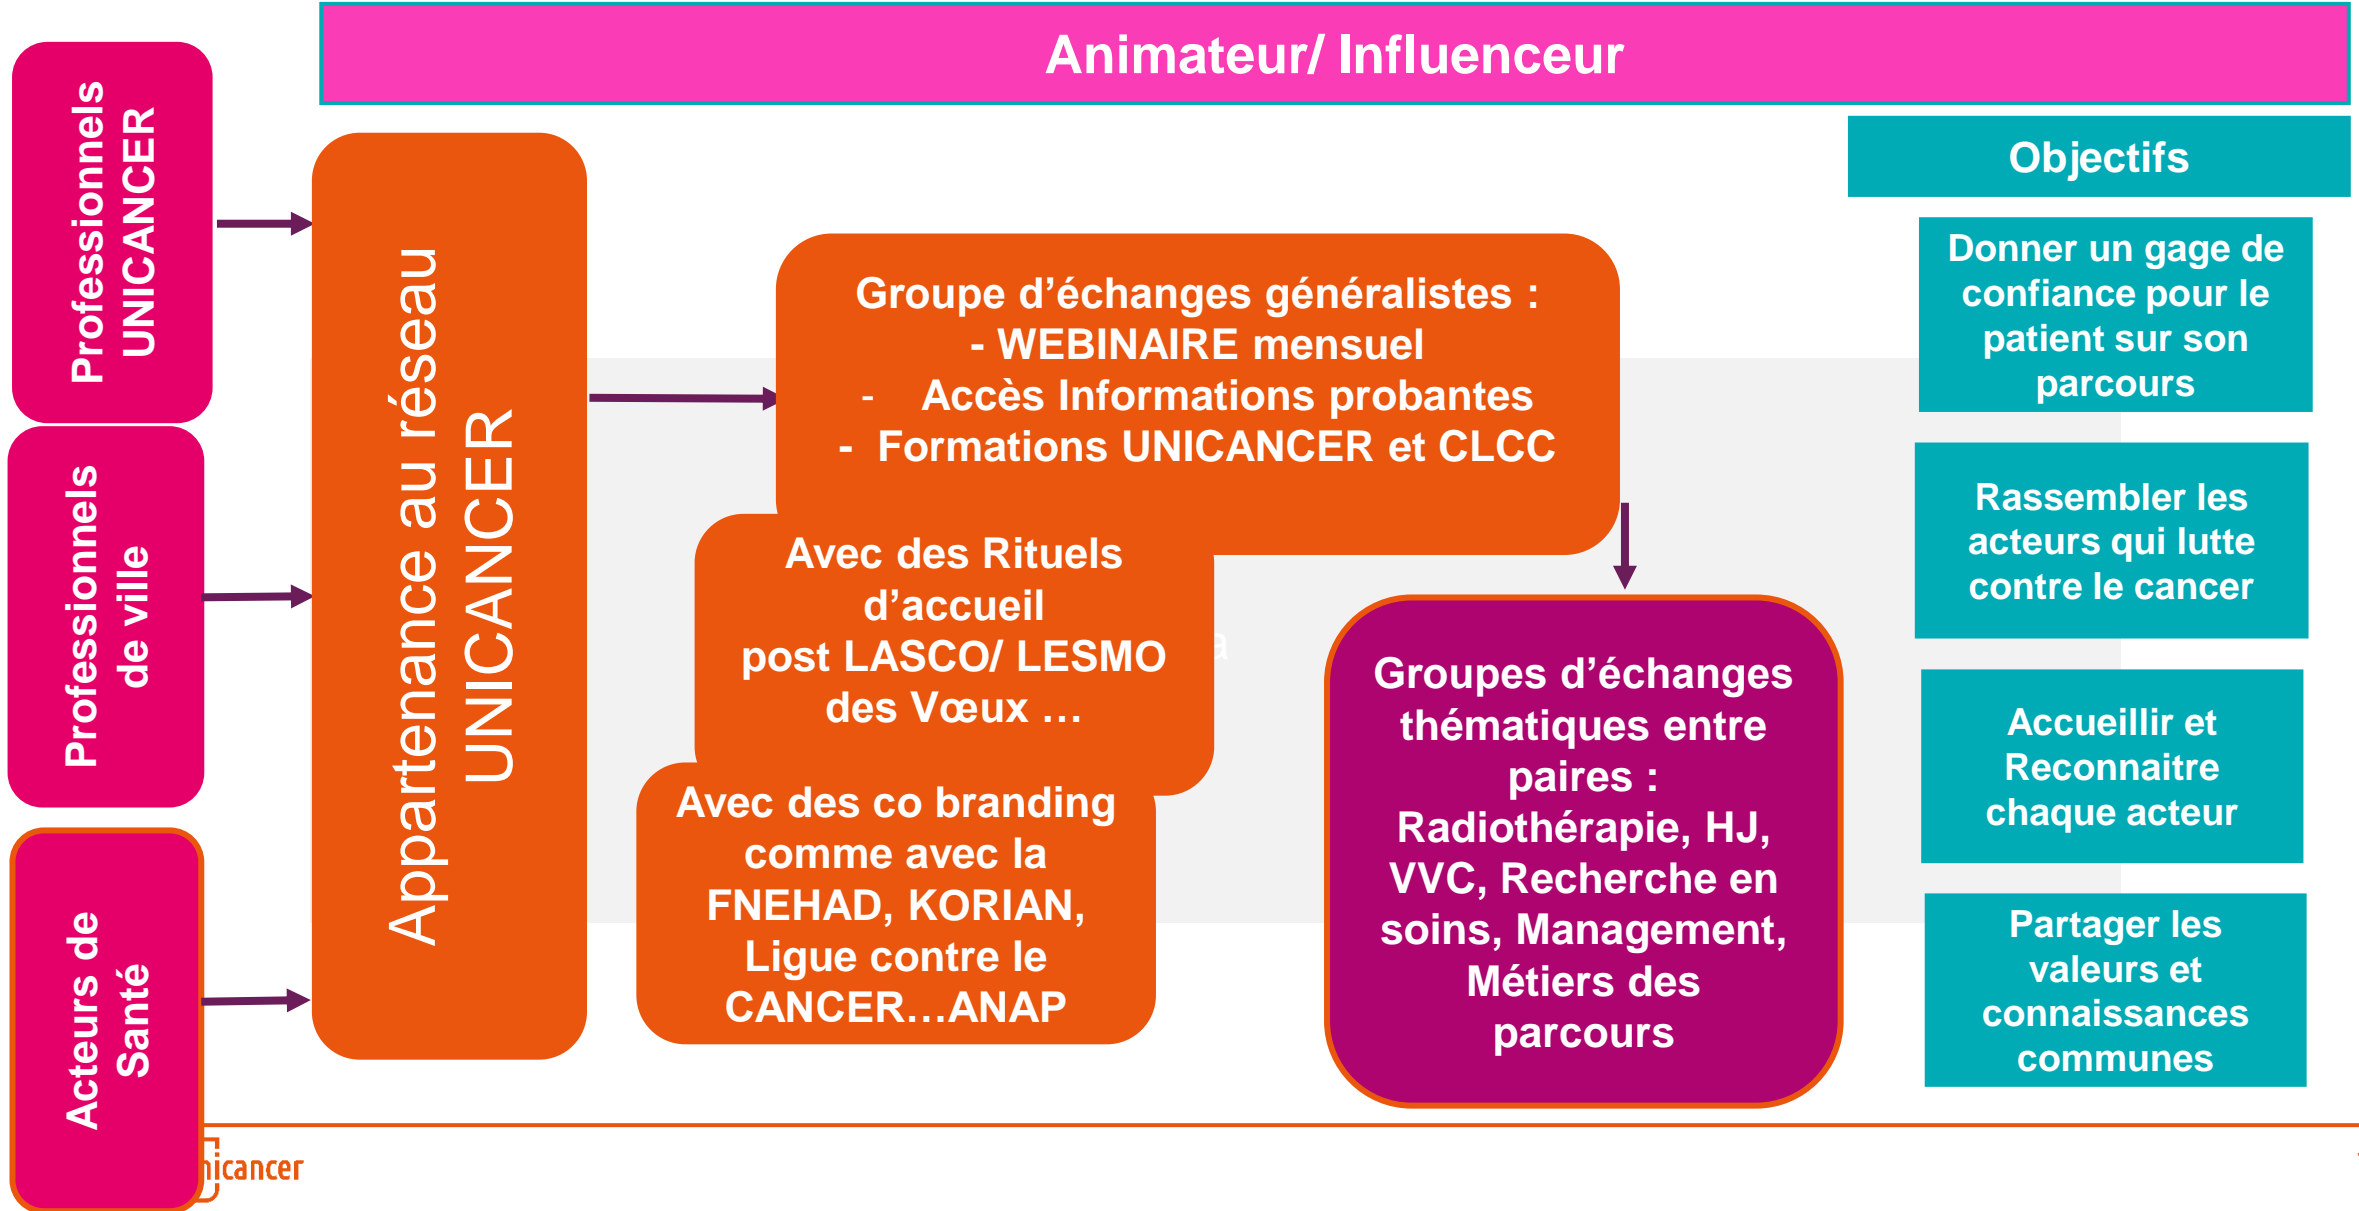 Animateur/ Influenceur
Professionnels
UNICANCER
Professionnels
de ville
Acteurs de
Santé
Appartenance au réseau
UNICANCER
Groupe d’échanges généralistes :
- WEBINAIRE mensuel
- Accès Informations probantes
- Formations UNICANCER et CLCC
Avec des Rituels
d’accueil
post LASCO/ LESMO
des Vœux …
a
Avec des co branding
comme avec la
FNEHAD, KORIAN,
Ligue contre le
CANCER…ANAP
Groupes d’échanges
thématiques entre
paires :
Radiothérapie, HJ,
VVC, Recherche en
soins, Management,
Métiers des
parcours
Objectifs
Donner un gage de
confiance pour le
patient sur son
parcours
Rassembler les
acteurs qui lutte
contre le cancer
Accueillir et
Reconnaitre
chaque acteur
Partager les
valeurs et
connaissances
communes
nicancer